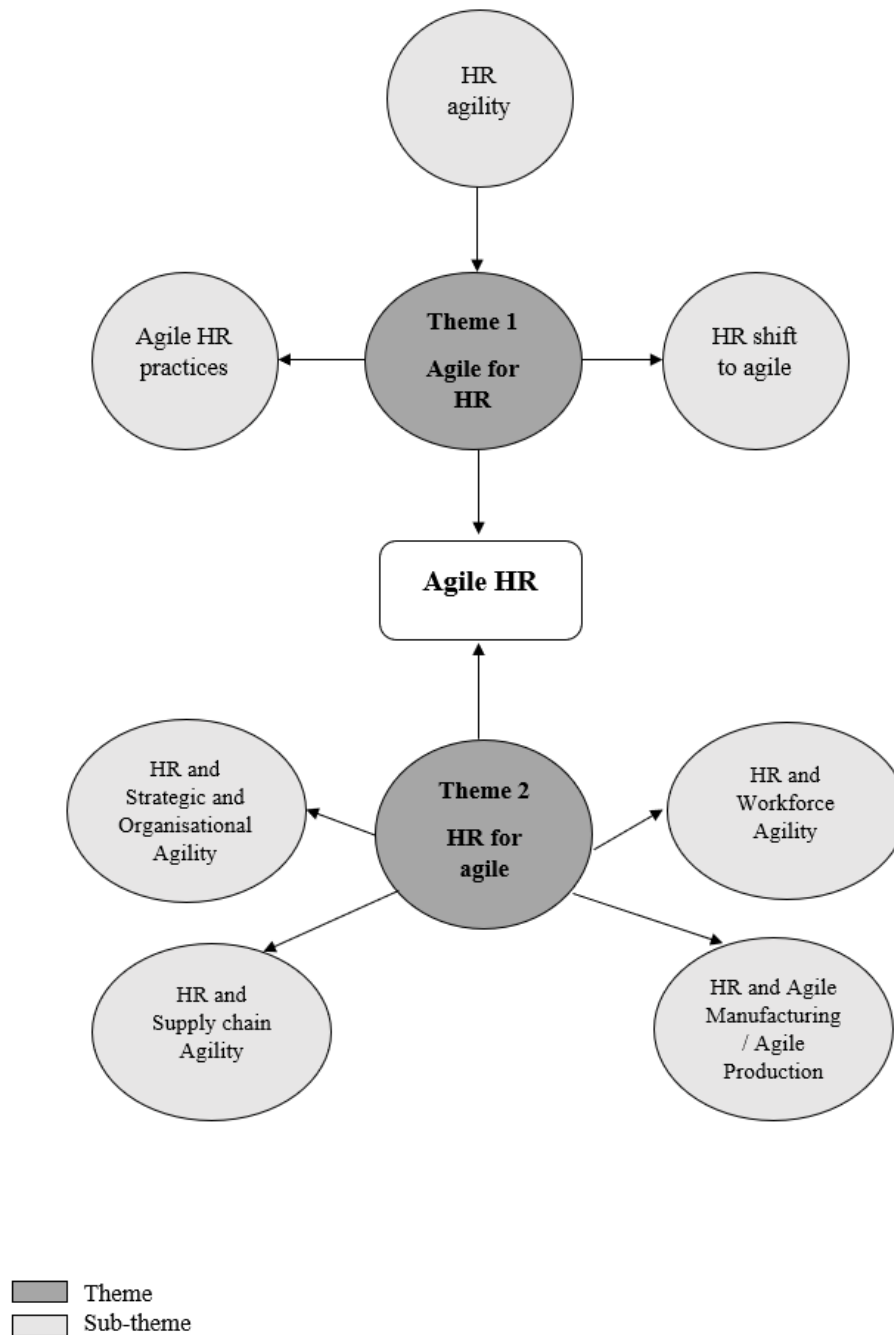 HR
agility
Agile HR
practices
Theme 1
Agile for
HR
HR shift
to agile
Agile HR
HR and
Strategic and
Organisational
Agility
Theme 2
HR for
agile
HR and
Workforce
Agility
HR and
Supply chain
Agility
HR and Agile
Manufacturing
/ Agile
Production
Theme
Sub-theme